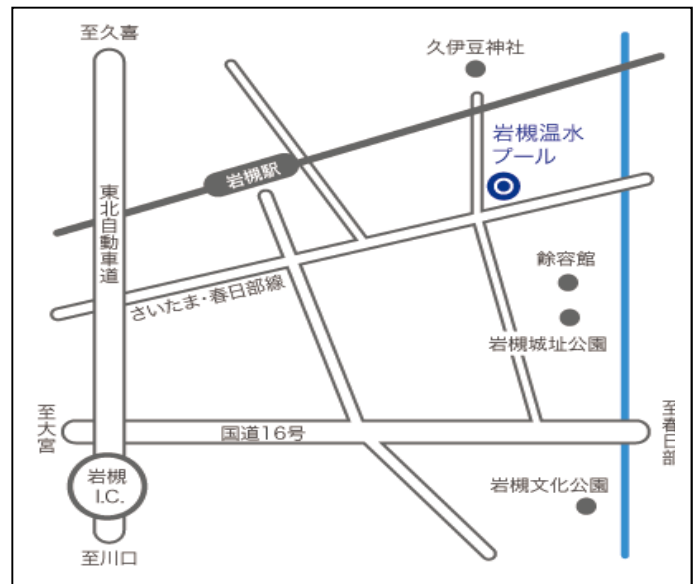 至久喜
久伊豆神社
岩槻温水
プール
岩槻駅
東北自動車道
餘容館
さいたま・春日部線
岩槻城址公園
至大宮
国道16号
至春日部
岩槻
I.C.
岩槻文化公園
至川口